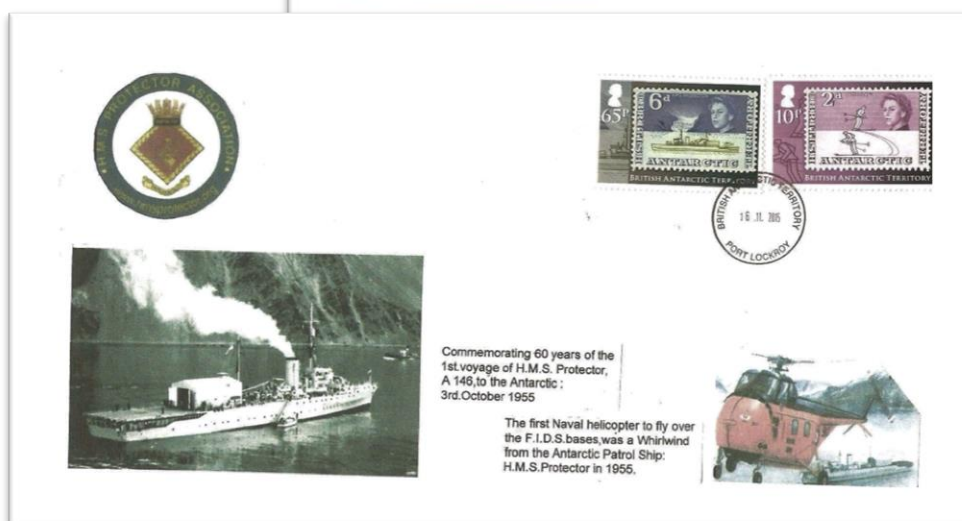 H.M.S PROTECTOR ASSOCIATION
65P
6d
ANTARCTIC
BRITISH ANTARCTIC TERRITORY
10P
2d
ANTARCTIC
BRITISH ANTARCTIC TERRITORY
BRITISH ANTARCTIC TERRITORY
16 .11. 2015
PORT LOCKROY
Commemorating 60 years of the
1st.voyage of H.M.S. Protector,
A 146,to the Antarctic :
3rd.October 1955
The first Naval helicopter to fly over
the F.I.D.S.bases,was a Whirlwind
from the Antarctic Patrol Ship:
H.M.S.Protector in 1955.